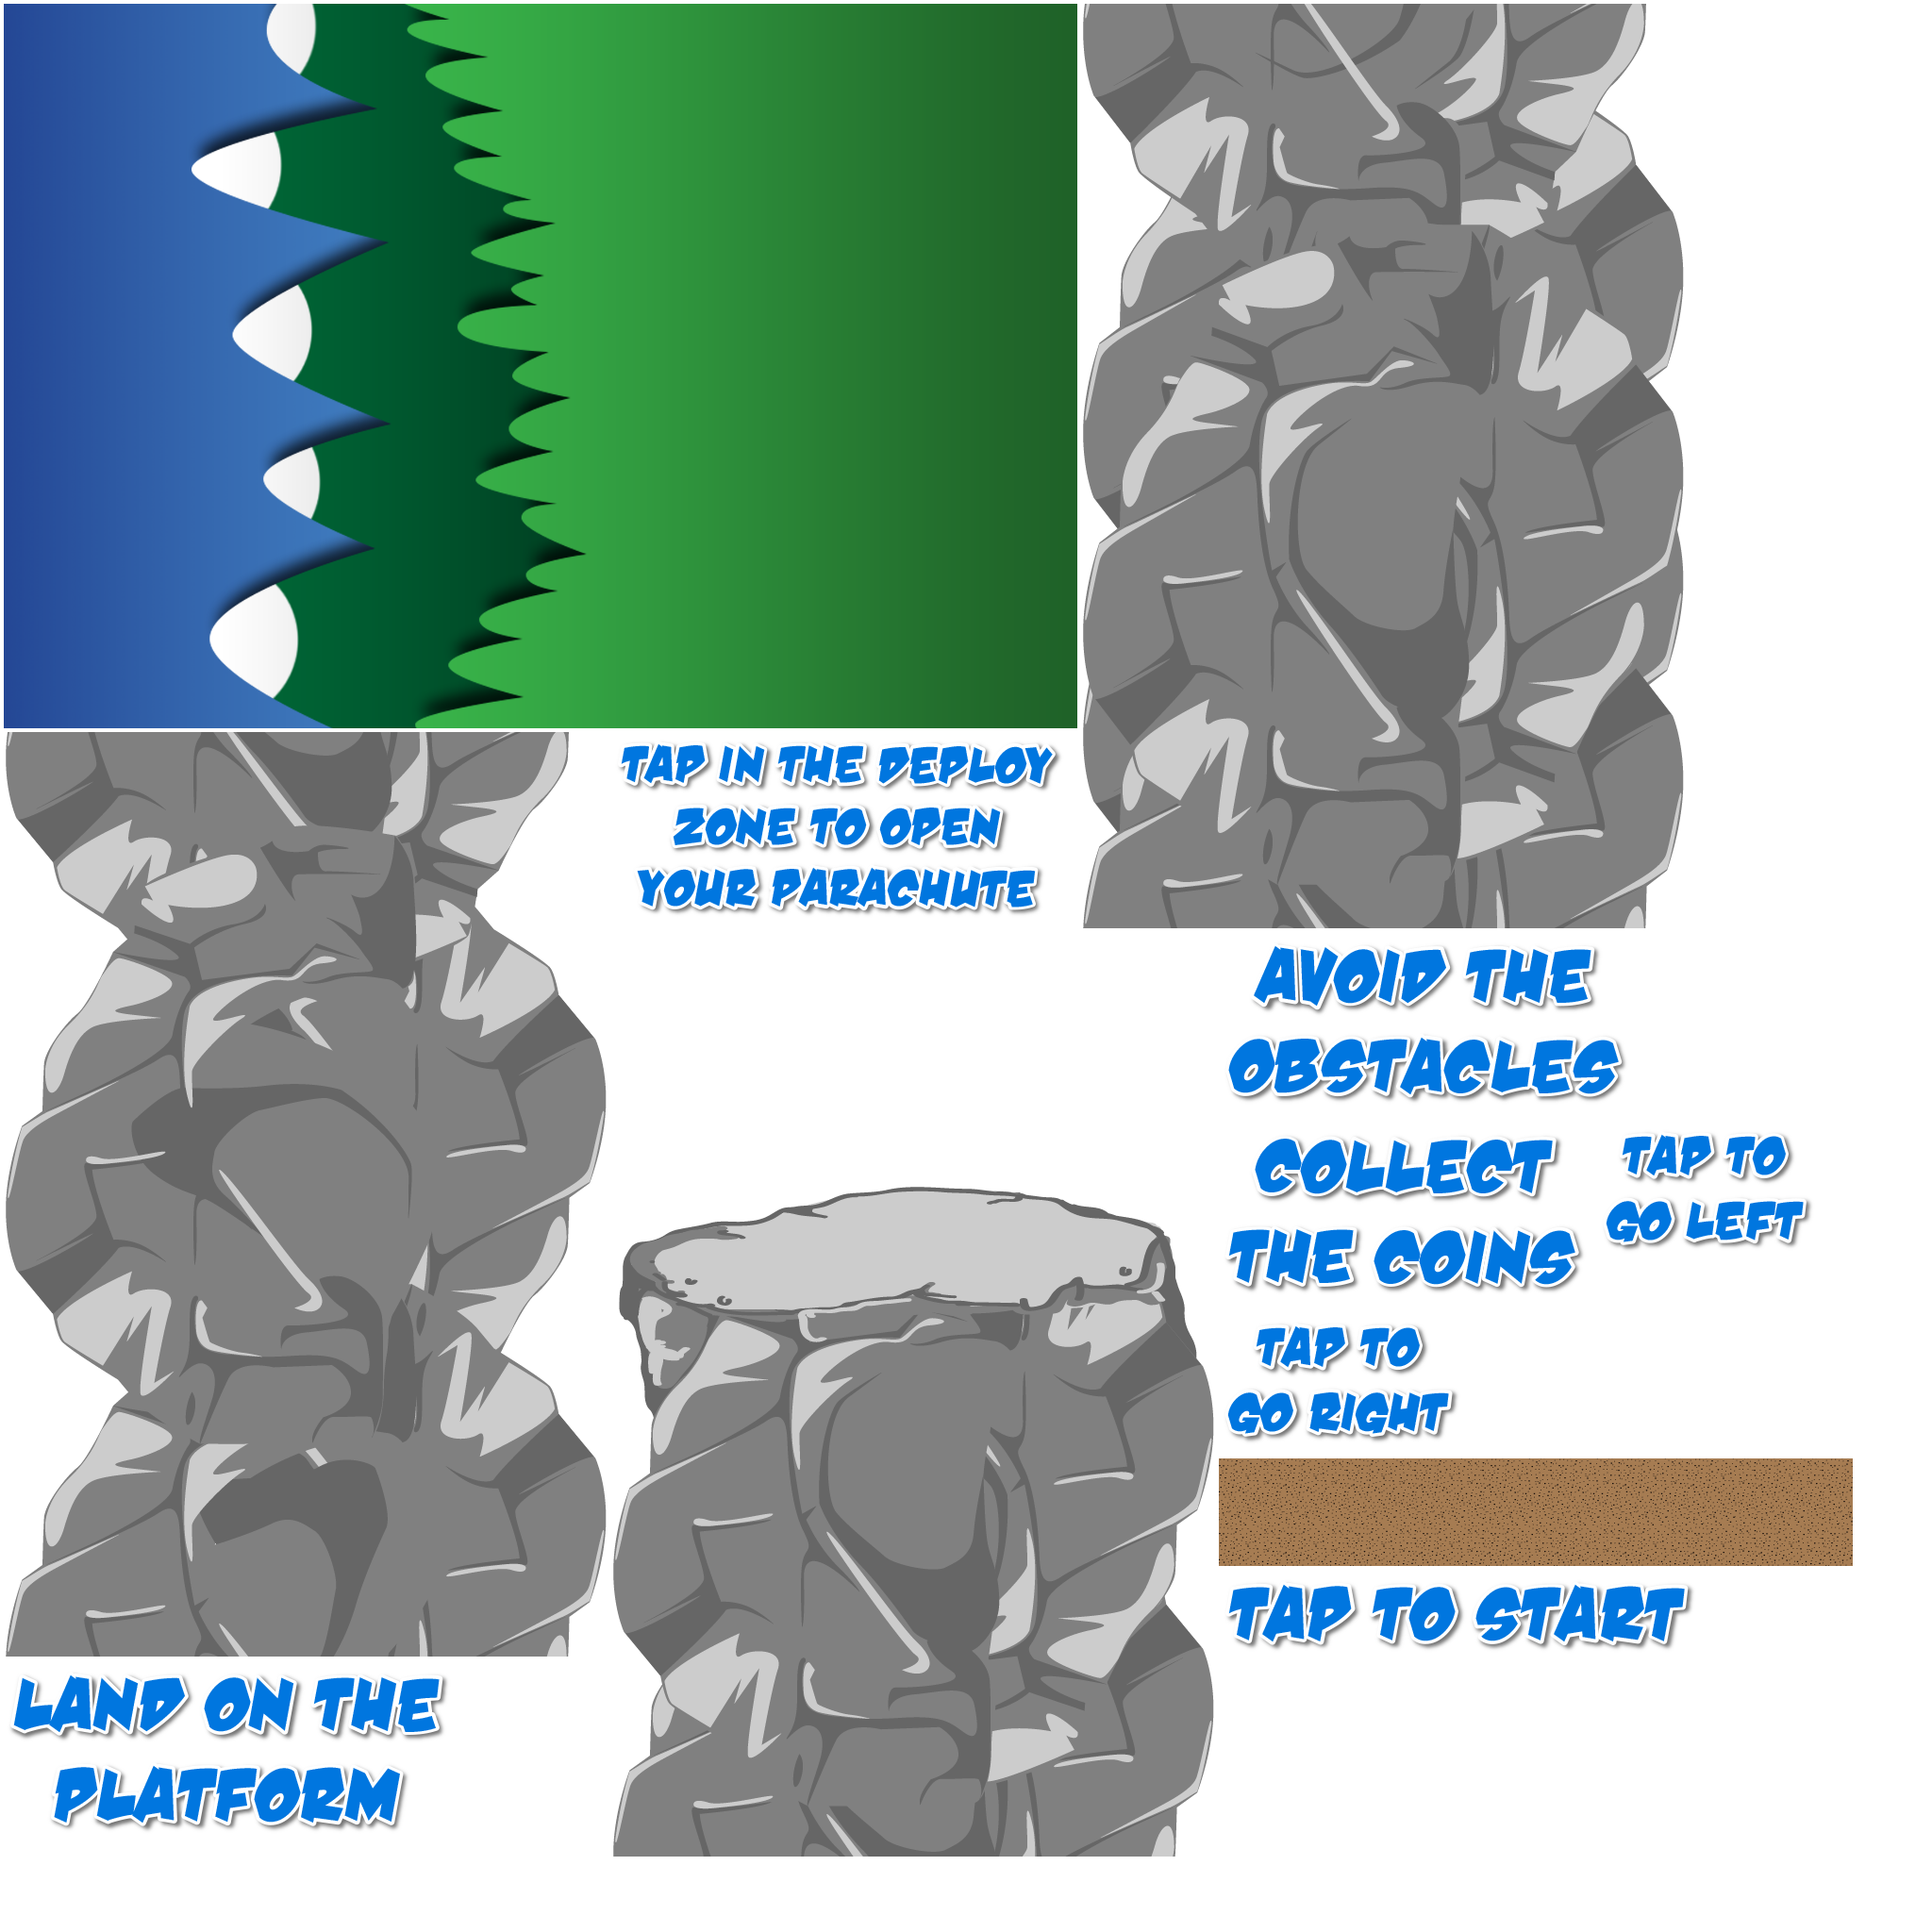 TAP IN THE DEPLOY
ZONE TO OPEN
YOUR PARACHUTE
AVOID THE
OBSTACLES
COLLECT
THE COINS
TAP TO
GO LEFT
TAP TO
GO RIGHT
TAP TO START
LAND ON THE
PLATFORM